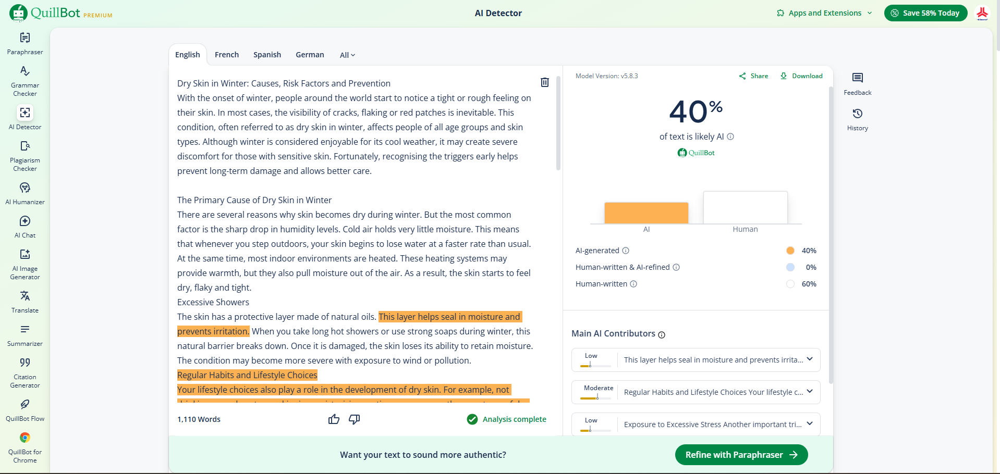 QuillBot PREMIUM
AI Detector
Apps and Extensions
Save 58% Today
Paraphraser
Grammar
Checker
AI Detector
Plagiarism
Checker
AI Humanizer
AI Chat
AI Image
Generator
Translate
Summarizer
Citation
Generator
QuillBot Flow
QuillBot for
Chrome
English French Spanish German All
Dry Skin in Winter: Causes, Risk Factors and Prevention
With the onset of winter, people around the world start to notice a tight or rough feeling on
their skin. In most cases, the visibility of cracks, flaking or red patches is inevitable. This
condition, often referred to as dry skin in winter, affects people of all age groups and skin
types. Although winter is considered enjoyable for its cool weather, it may create severe
discomfort for those with sensitive skin. Fortunately, recognising the triggers early helps
prevent long-term damage and allows better care.
The Primary Cause of Dry Skin in Winter
There are several reasons why skin becomes dry during winter. But the most common
factor is the sharp drop in humidity levels. Cold air holds very little moisture. This means
that whenever you step outdoors, your skin begins to lose water at a faster rate than usual.
At the same time, most indoor environments are heated. These heating systems may
provide warmth, but they also pull moisture out of the air. As a result, the skin starts to feel
dry, flaky and tight.
Excessive Showers
The skin has a protective layer made of natural oils. This layer helps seal in moisture and
prevents irritation. When you take long hot showers or use strong soaps during winter, this
natural barrier breaks down. Once it is damaged, the skin loses its ability to retain moisture.
The condition may become more severe with exposure to wind or pollution.
Regular Habits and Lifestyle Choices
Your lifestyle choices also play a role in the development of dry skin. For example, not
1,110 Words
Analysis complete
Model Version: v5.8.3
Share
Download
40%
of text is likely AI
QuillBot
AI
Human
AI-generated 40%
Human-written & AI-refined 0%
Human-written 60%
Main AI Contributors
Low
This layer helps seal in moisture and prevents irrita...
Moderate
Regular Habits and Lifestyle Choices Your lifestyle c...
Low
Exposure to Excessive Stress Another important tri...
Feedback
History
Want your text to sound more authentic?
Refine with Paraphraser